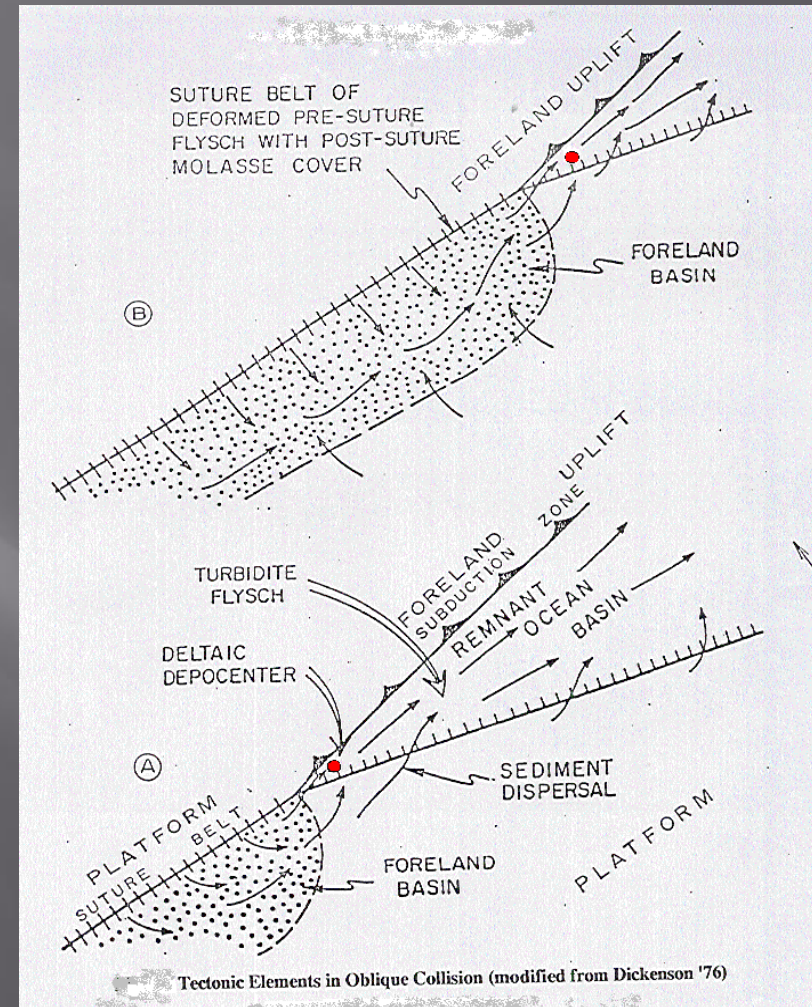 SUTURE BELT OF
DEFORMED PRE-SUTURE
FLYSCH WITH POST-SUTURE
MOLASSE COVER
FORELAND UPLIFT
FORELAND
BASIN
B
FORELAND UPLIFT
SUBDUCTION ZONE
TURBIDITE
FLYSCH
REMNANT
OCEAN
BASIN
DELTAIC
DEPOCENTER
A
SEDIMENT
DISPERSAL
PLATFORM
SUTURE BELT
FORELAND
BASIN
PLATFORM
Tectonic Elements in Oblique Collision (modified from Dickenson '76)